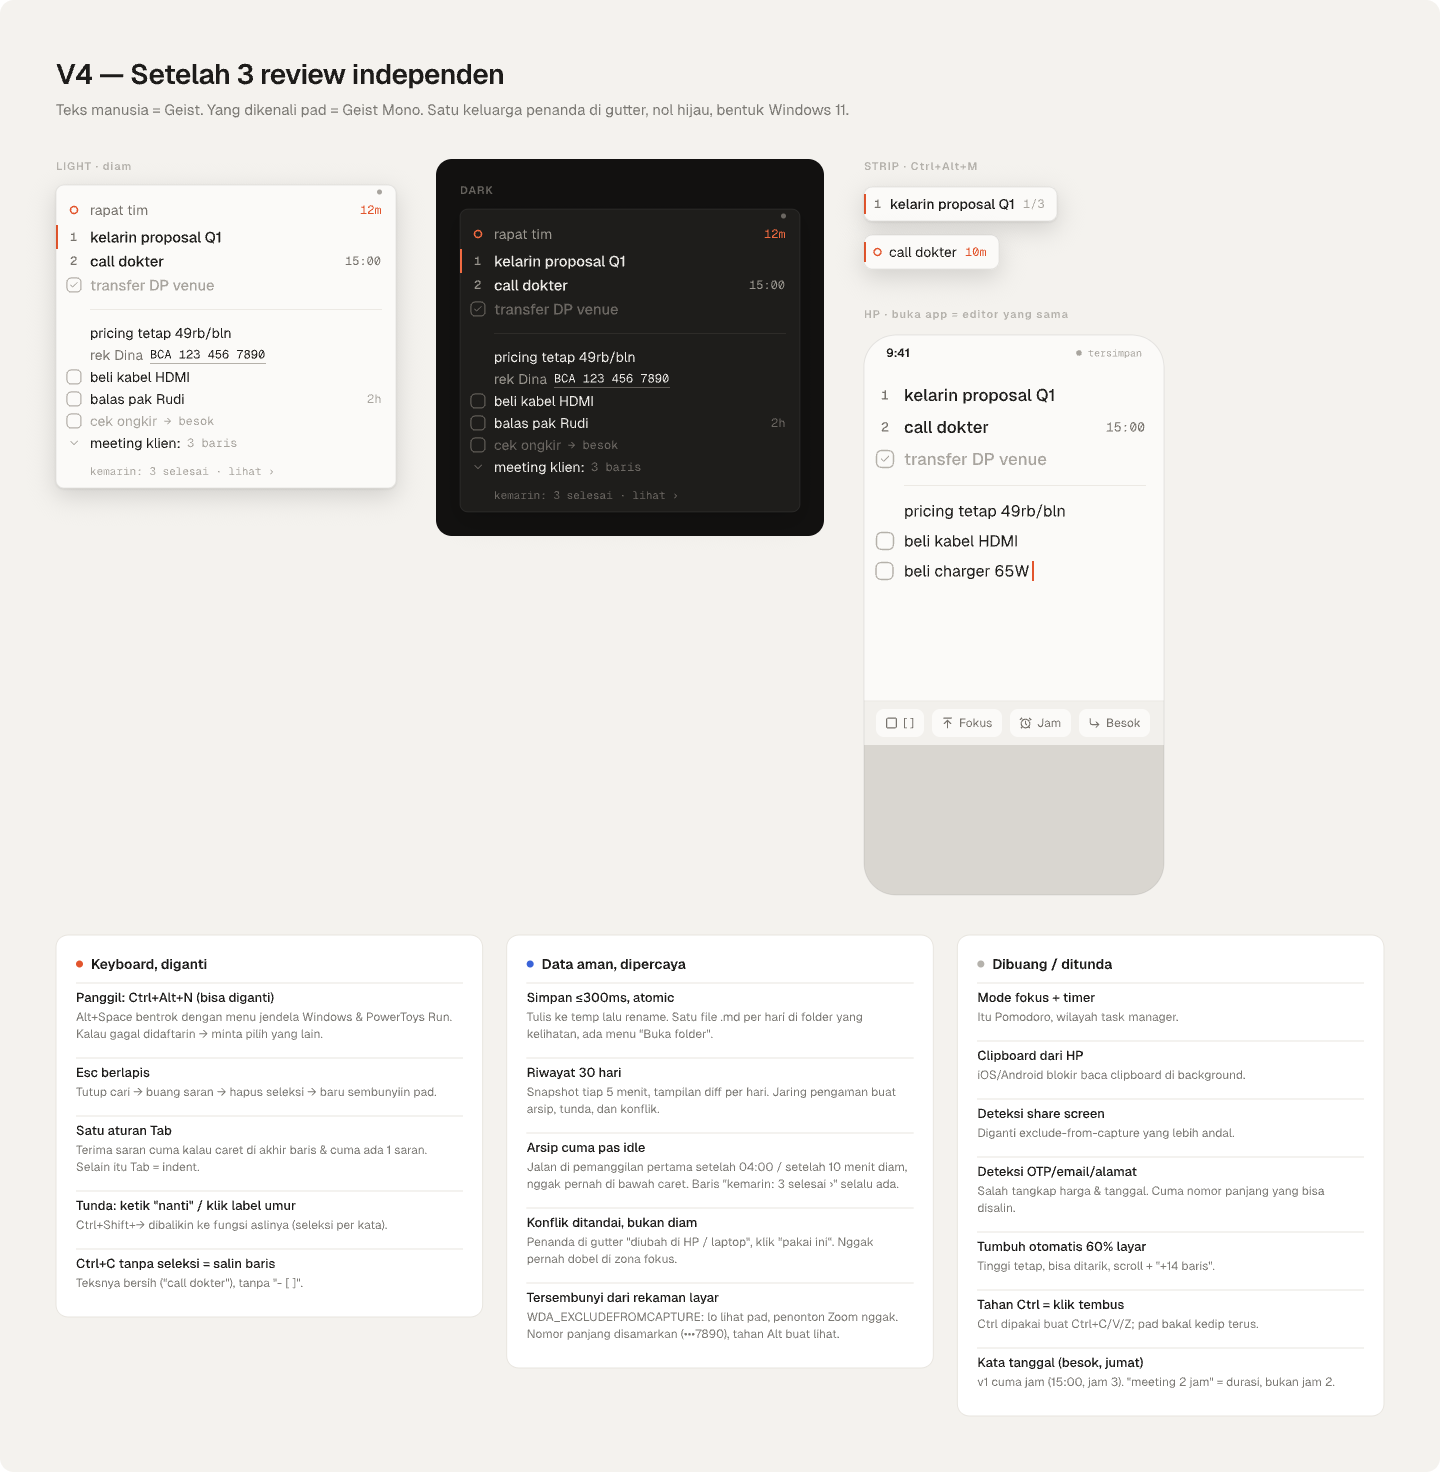 V4 — Setelah 3 review independen
Teks manusia = Geist. Yang dikenali pad = Geist Mono. Satu keluarga penanda di gutter, nol hijau, bentuk Windows 11.
LIGHT · diam
rapat tim 12m
1 kelarin proposal Q1
2 call dokter 15:00
transfer DP venue
pricing tetap 49rb/bln
rek Dina BCA 123 456 7890
beli kabel HDMI
balas pak Rudi 2h
cek ongkir → besok
meeting klien: 3 baris
kemarin: 3 selesai · lihat ›
DARK
rapat tim 12m
1 kelarin proposal Q1
2 call dokter 15:00
transfer DP venue
pricing tetap 49rb/bln
rek Dina BCA 123 456 7890
beli kabel HDMI
balas pak Rudi 2h
cek ongkir → besok
meeting klien: 3 baris
kemarin: 3 selesai · lihat ›
STRIP · Ctrl+Alt+M
1 kelarin proposal Q1 1/3
call dokter 10m
HP · buka app = editor yang sama
9:41 tersimpan
1 kelarin proposal Q1
2 call dokter 15:00
transfer DP venue
pricing tetap 49rb/bln
beli kabel HDMI
beli charger 65W
[] Fokus Jam Besok
Keyboard, diganti
Panggil: Ctrl+Alt+N (bisa diganti)
Alt+Space bentrok dengan menu jendela Windows & PowerToys Run.
Kalau gagal didaftarin → minta pilih yang lain.
Esc berlapis
Tutup cari → buang saran → hapus seleksi → baru sembunyiin pad.
Satu aturan Tab
Terima saran cuma kalau caret di akhir baris & cuma ada 1 saran.
Selain itu Tab = indent.
Tunda: ketik "nanti" / klik label umur
Ctrl+Shift+→ dibalikin ke fungsi aslinya (seleksi per kata).
Ctrl+C tanpa seleksi = salin baris
Teksnya bersih ("call dokter"), tanpa "- [ ]".
Data aman, dipercaya
Simpan ≤300ms, atomic
Tulis ke temp lalu rename. Satu file .md per hari di folder yang
kelihatan, ada menu "Buka folder".
Riwayat 30 hari
Snapshot tiap 5 menit, tampilan diff per hari. Jaring pengaman buat
arsip, tunda, dan konflik.
Arsip cuma pas idle
Jalan di pemanggilan pertama setelah 04:00 / setelah 10 menit diam,
nggak pernah di bawah caret. Baris "kemarin: 3 selesai ›" selalu ada.
Konflik ditandai, bukan diam
Penanda di gutter "diubah di HP / laptop", klik "pakai ini". Nggak
pernah dobel di zona fokus.
Tersembunyi dari rekaman layar
WDA_EXCLUDEFROMCAPTURE: lo lihat pad, penonton Zoom nggak.
Nomor panjang disamarkan (•••7890), tahan Alt buat lihat.
Dibuang / ditunda
Mode fokus + timer
Itu Pomodoro, wilayah task manager.
Clipboard dari HP
iOS/Android blokir baca clipboard di background.
Deteksi share screen
Diganti exclude-from-capture yang lebih andal.
Deteksi OTP/email/alamat
Salah tangkap harga & tanggal. Cuma nomor panjang yang bisa
disalin.
Tumbuh otomatis 60% layar
Tinggi tetap, bisa ditarik, scroll + "+14 baris".
Tahan Ctrl = klik tembus
Ctrl dipakai buat Ctrl+C/V/Z; pad bakal kedip terus.
Kata tanggal (besok, jumat)
v1 cuma jam (15:00, jam 3). "meeting 2 jam" = durasi, bukan jam 2.